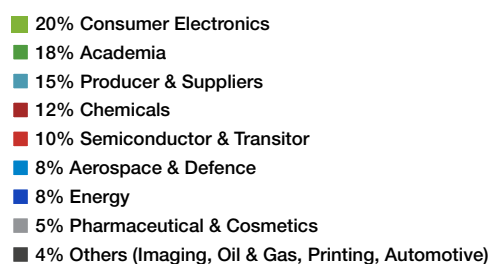 20% Consumer Electronics
18% Academia
15% Producer & Suppliers
12% Chemicals
10% Semiconductor & Transitor
8% Aerospace & Defence
8% Energy
5% Pharmaceutical & Cosmetics
4% Others (Imaging, Oil & Gas, Printing, Automotive)